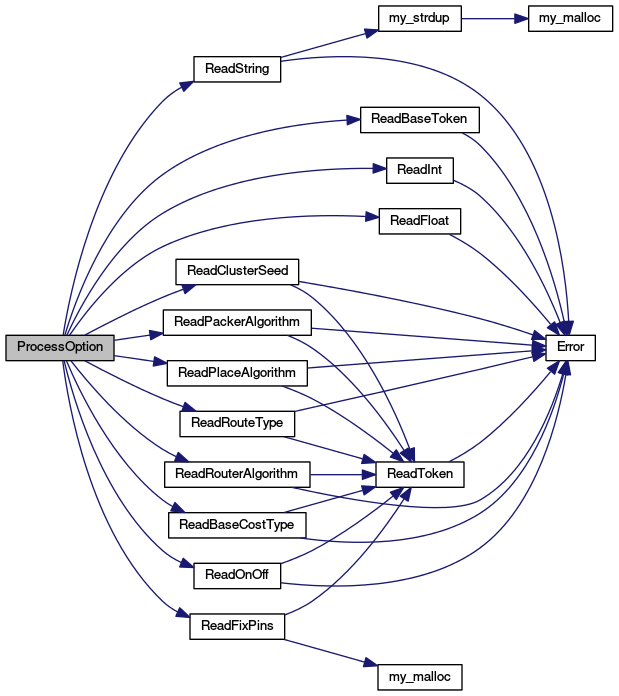 my_strdup
my_malloc
ReadString
ReadBaseToken
ReadInt
ReadFloat
ReadClusterSeed
ReadPackerAlgorithm
ProcessOption
Error
ReadPlaceAlgorithm
ReadRouteType
ReadRouterAlgorithm
ReadToken
ReadBaseCostType
ReadOnOff
ReadFixPins
my_malloc